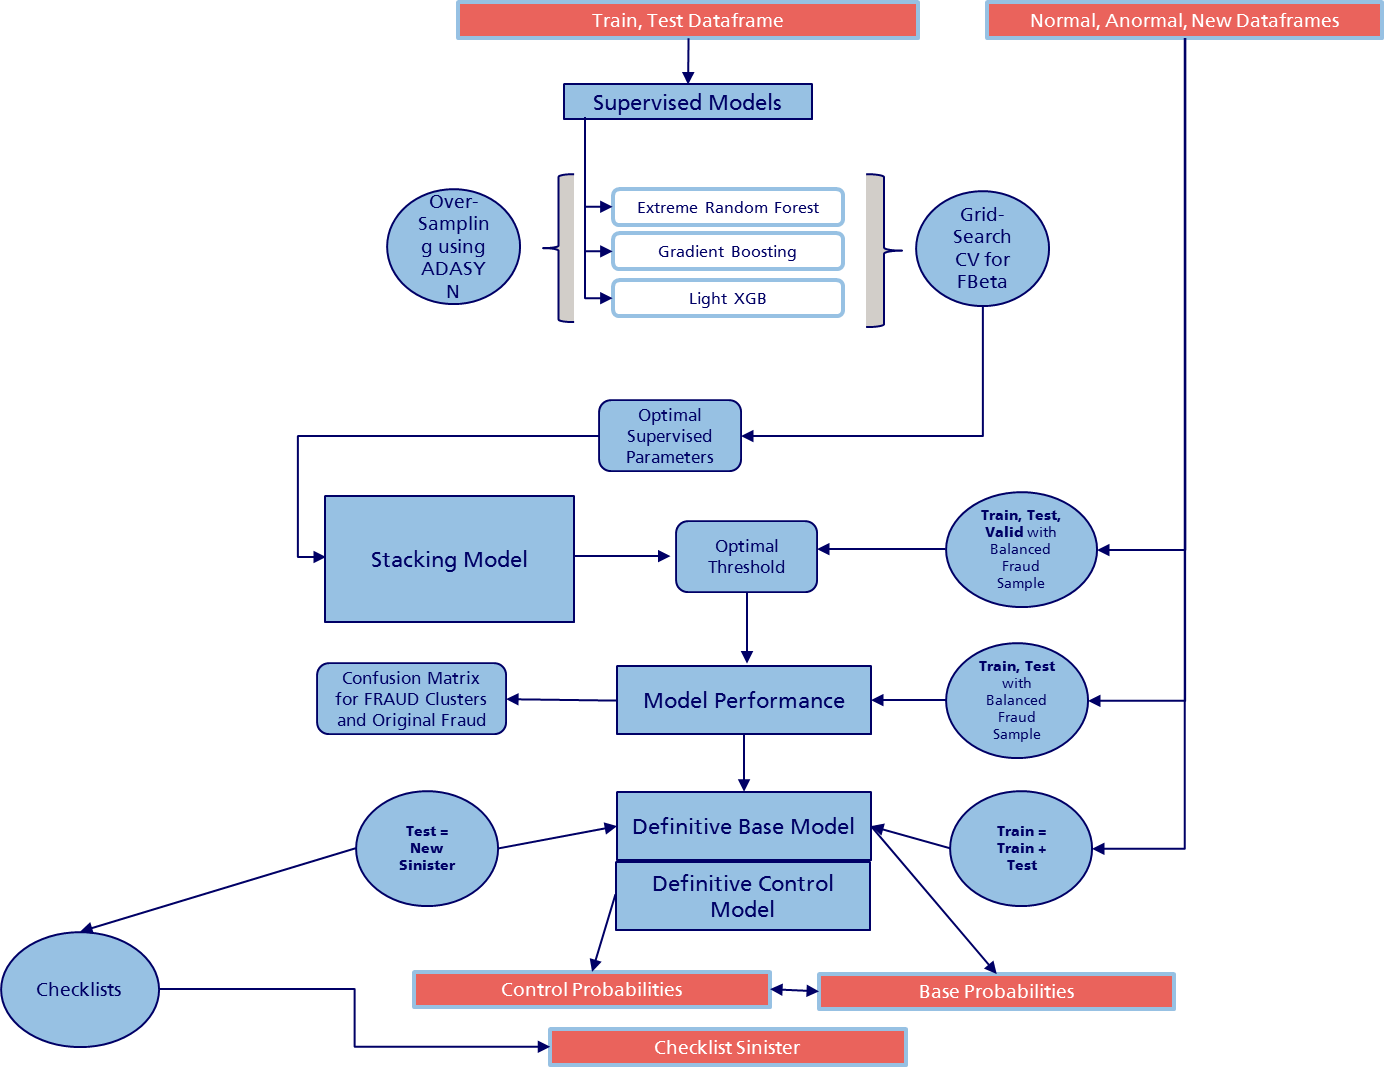 Train, Test Dataframe
Normal, Anormal, New Dataframes
Supervised Models
Over-
Samplin
g using
ADASY
N
Extreme Random Forest
Gradient Boosting
Light XGB
Grid-
Search
CV for
FBeta
Optimal
Supervised
Parameters
Stacking Model
Optimal
Threshold
Train, Test,
Valid with
Balanced
Fraud
Sample
Confusion Matrix
for FRAUD Clusters
and Original Fraud
Model Performance
Train, Test
with
Balanced
Fraud
Sample
Test =
New
Sinister
Definitive Base Model
Train =
Train +
Test
Definitive Control
Model
Checklists
Control Probabilities
Base Probabilities
Checklist Sinister